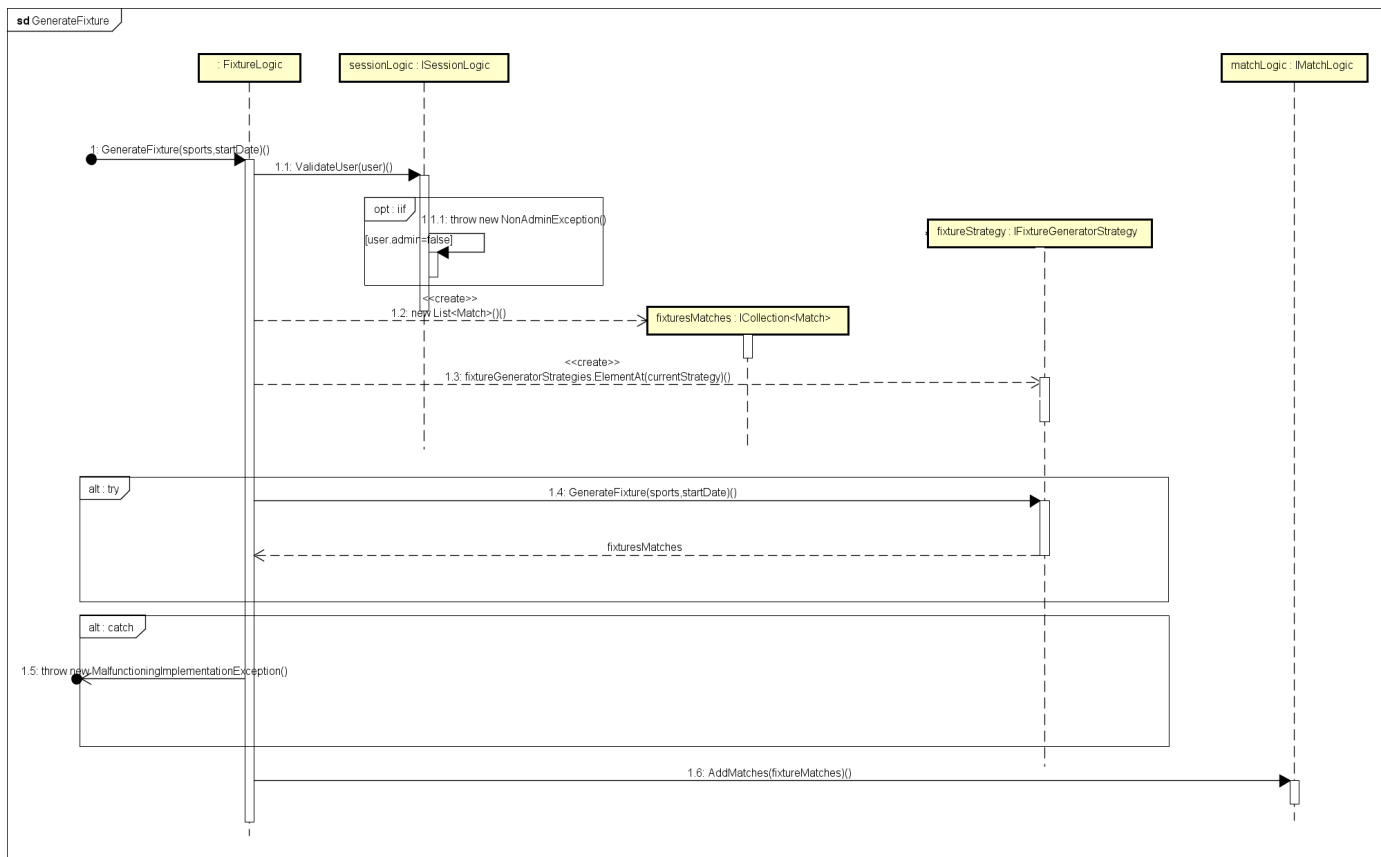 sd GenerateFixture
: FixtureLogic
sessionLogic : ISessionLogic
matchLogic : IMatchLogic
1: GenerateFixture(sports,startDate)()
1.1: ValidateUser(user)()
opt : iif
1.1.1: throw new NonAdminException()
[user.admin=false]
fixtureStrategy : IFixtureGeneratorStrategy
<<create>>
1.2: new List<Match>()()
fixturesMatches : ICollection<Match>
<<create>>
1.3: fixtureGeneratorStrategies.ElementAt(currentStrategy)()
alt : try
1.4: GenerateFixture(sports,startDate)()
fixturesMatches
alt : catch
1.5: throw new MalfunctioningImplementationException()
1.6: AddMatches(fixtureMatches)()